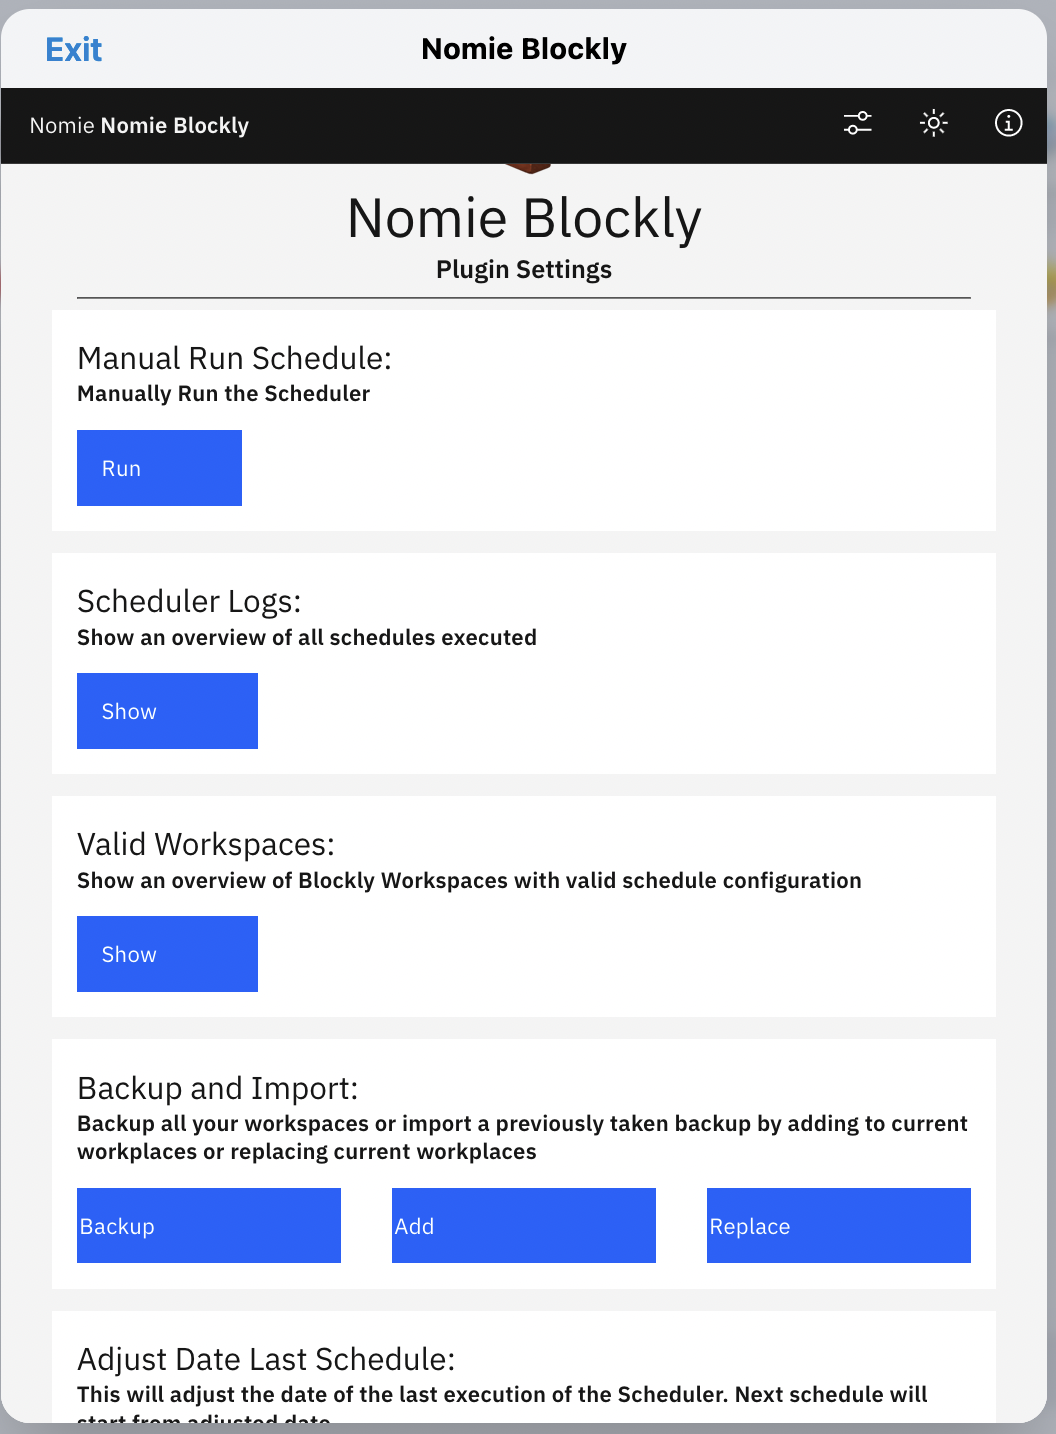 Exit
Nomie Blockly
Nomie Nomie Blockly
Nomie Blockly
Plugin Settings
Manual Run Schedule:
Manually Run the Scheduler
Run
Scheduler Logs:
Show an overview of all schedules executed
Show
Valid Workspaces:
Show an overview of Blockly Workspaces with valid schedule configuration
Show
Backup and Import:
Backup all your workspaces or import a previously taken backup by adding to current
workplaces or replacing current workplaces
Backup
Add
Replace
Adjust Date Last Schedule:
This will adjust the date of the last execution of the Scheduler. Next schedule will
start from adjusted date